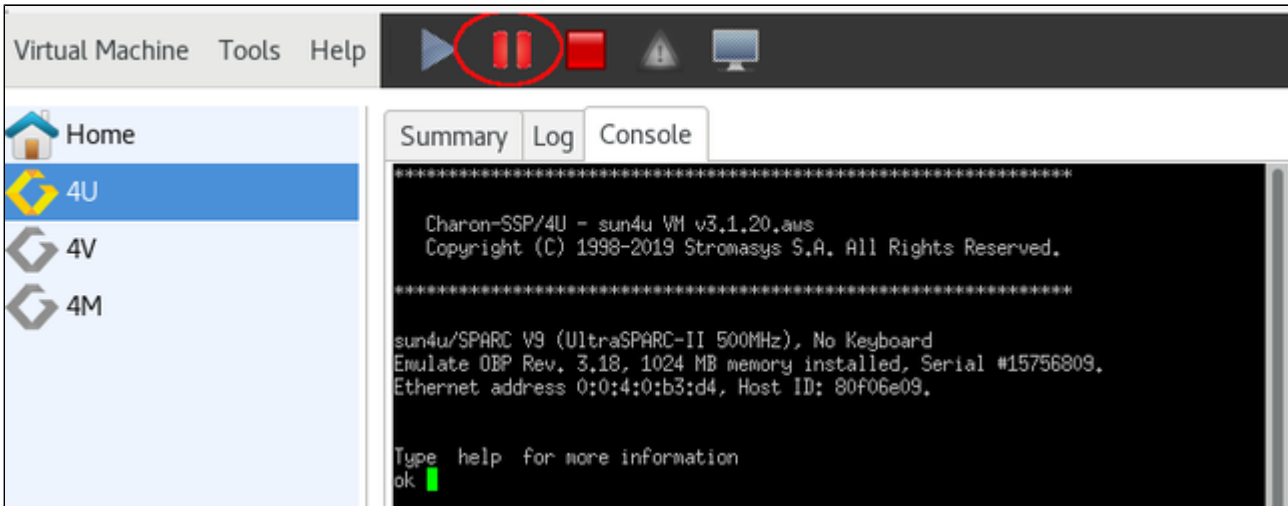 Virtual Machine Tools Help
Home
4U
4V
4M
Summary Log Console
*****************************************************************
Charon-SSP/4U - sun4u VM v3.1.20.aws
Copyright (C) 1998-2019 Stromasys S.A. All Rights Reserved.
*****************************************************************
sun4u/SPARC V9 (UltraSPARC-II 500MHz), No Keyboard
Emulate OBP Rev. 3.18, 1024 MB memory installed, Serial #15756809.
Ethernet address 0:0:4:0:b3:d4, Host ID: 80f06e09.
Type help for more information
ok